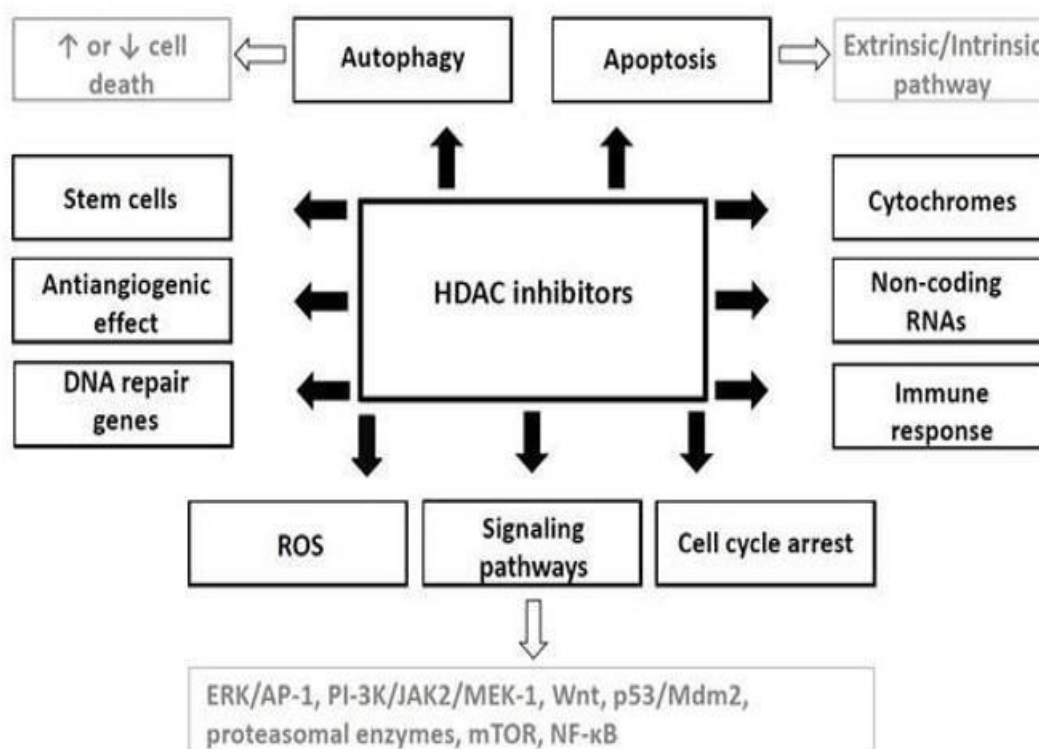 ↑ or ↓ cell
death
Autophagy
Apoptosis
Extrinsic/Intrinsic
pathway
Stem cells
Cytochromes
HDAC inhibitors
Antiangiogenic
effect
Non-coding
RNAs
DNA repair
genes
Immune
response
ROS
Signaling
pathways
Cell cycle arrest
ERK/AP-1, PI-3K/JAK2/MEK-1, Wnt, p53/Mdm2,
proteasomal enzymes, mTOR, NF-κB